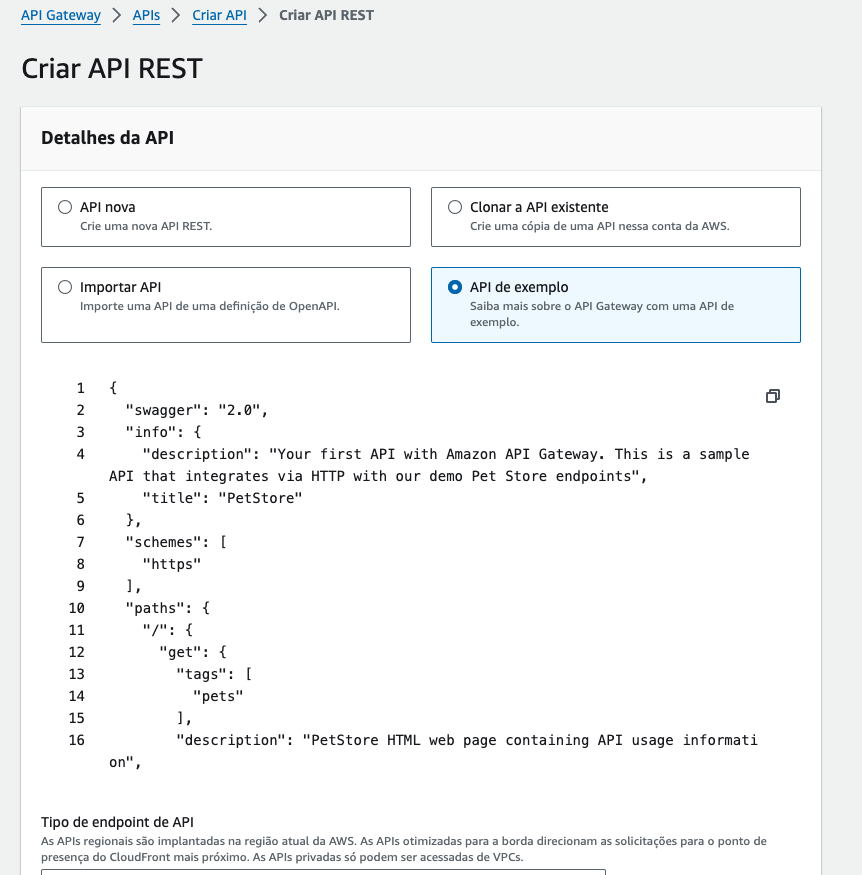 API Gateway > APIs > Criar API > Criar API REST
Criar API REST
Detalhes da API
API nova
Crie uma nova API REST.
Clonar a API existente
Crie uma cópia de uma API nessa conta da AWS.
Importar API
Importe uma API de uma definição de OpenAPI.
API de exemplo
Saiba mais sobre o API Gateway com uma API de
exemplo.
1 {
2   "swagger": "2.0",
3   "info": {
4     "description": "Your first API with Amazon API Gateway. This is a sample
API that integrates via HTTP with our demo Pet Store endpoints",
5     "title": "PetStore"
6   },
7   "schemes": [
8     "https"
9   ],
10   "paths": {
11     "/": {
12       "get": {
13         "tags": [
14           "pets"
15         ],
16         "description": "PetStore HTML web page containing API usage informati
on",
Tipo de endpoint de API
As APIs regionais são implantadas na região atual da AWS. As APIs otimizadas para a borda direcionam as solicitações para o ponto de
presença do CloudFront mais próximo. As APIs privadas só podem ser acessadas de VPCs.